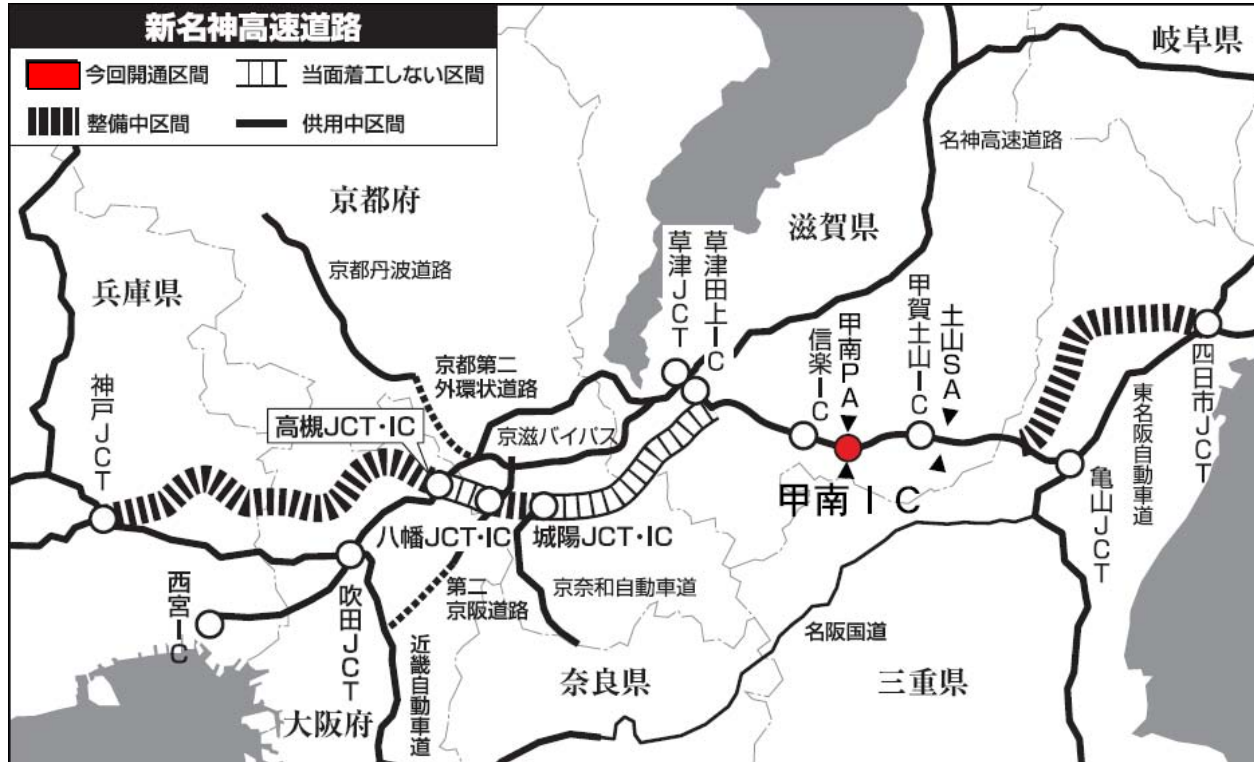 新名神高速道路
今回開通区間
当面着工しない区間
整備中区間
供用中区間
岐阜県
名神高速道路
京都府
滋賀県
草津JCT
草津田上IC
京都丹波道路
兵庫県
甲南PA
信楽IC
甲賀土山IC
土山SA
四日市JCT
京都第二
外環状道路
神戸JCT
高槻JCT・IC
京滋バイパス
東名阪自動車道
亀山JCT
甲南IC
八幡JCT・IC
城陽JCT・IC
西宮IC
吹田JCT
第二
京阪道路
京奈和自動車道
名阪国道
近畿自動車道
奈良県
三重県
大阪府